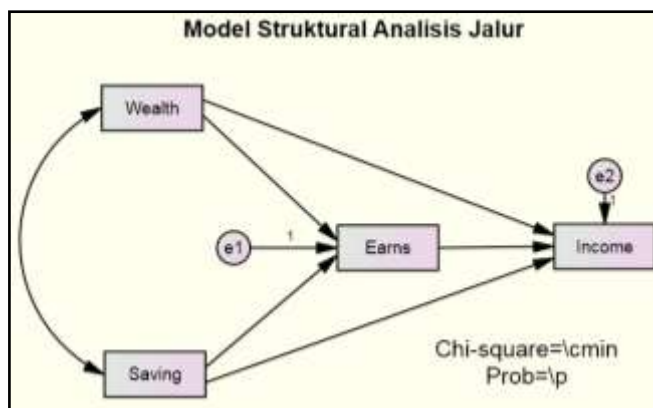 Model Struktural Analisis Jalur
Wealth
e2
1
e1
1
Earns
Income
Saving
Chi-square=\cmin
Prob=\p